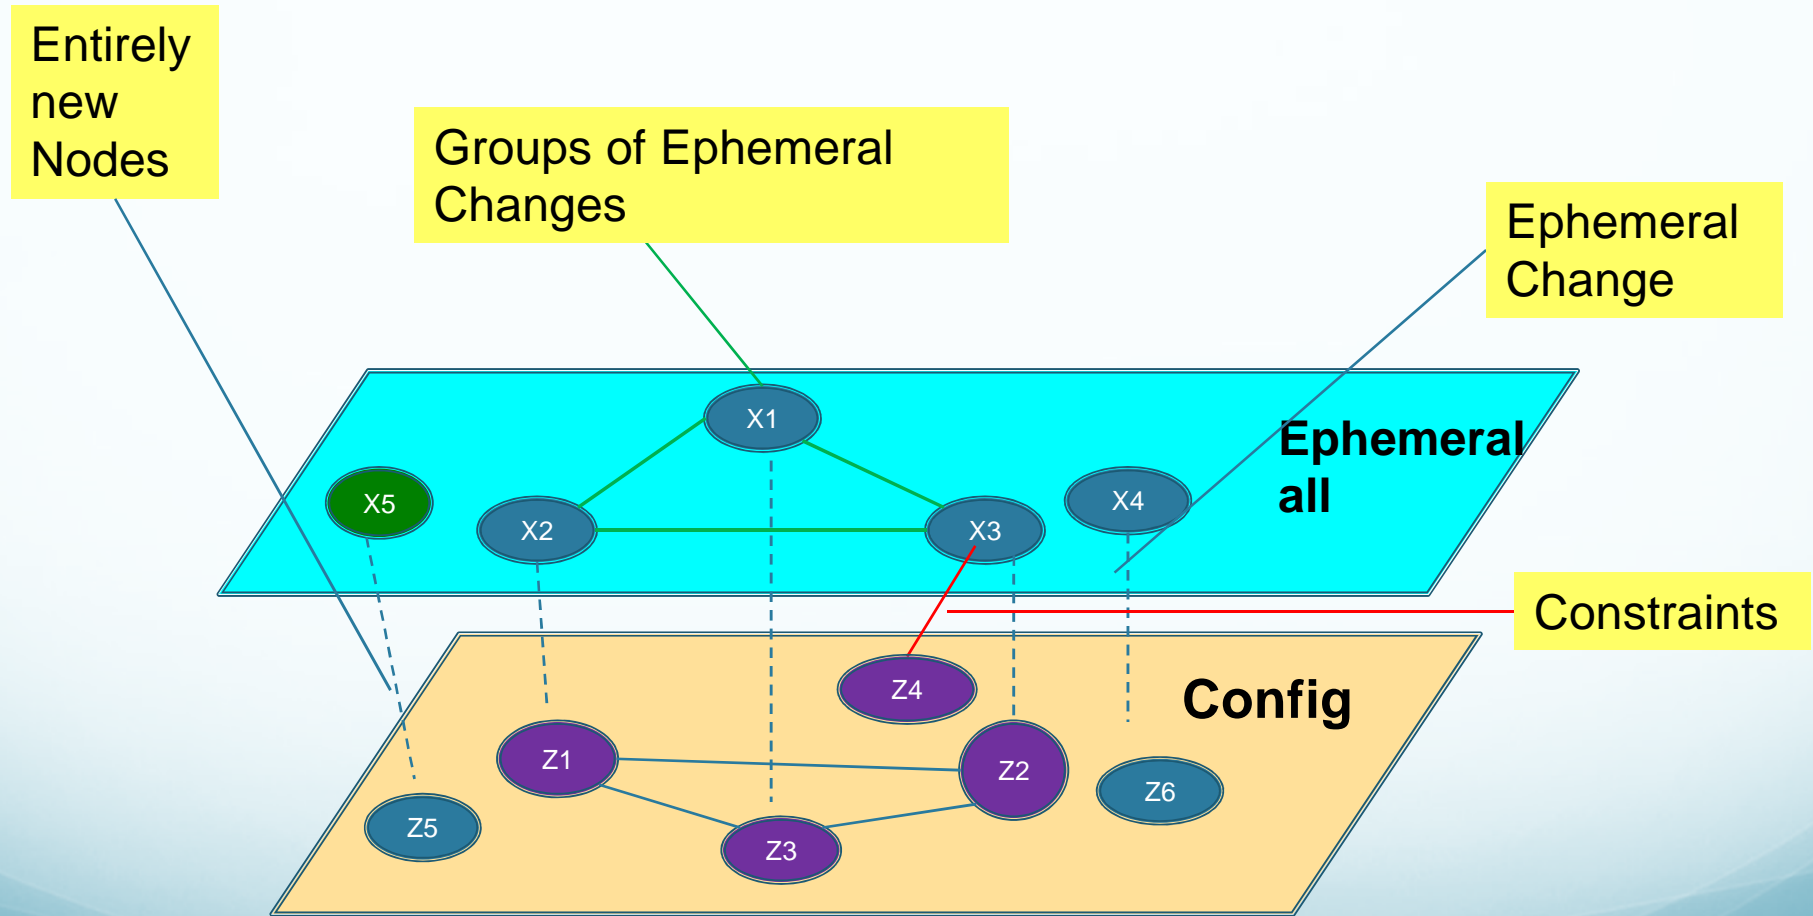 Entirely
new
Nodes
Groups of Ephemeral
Changes
Ephemeral
Change
X1
Ephemeral
all
X5
X2
X3
X4
Constraints
Z4
Config
Z1
Z2
Z6
Z5
Z3